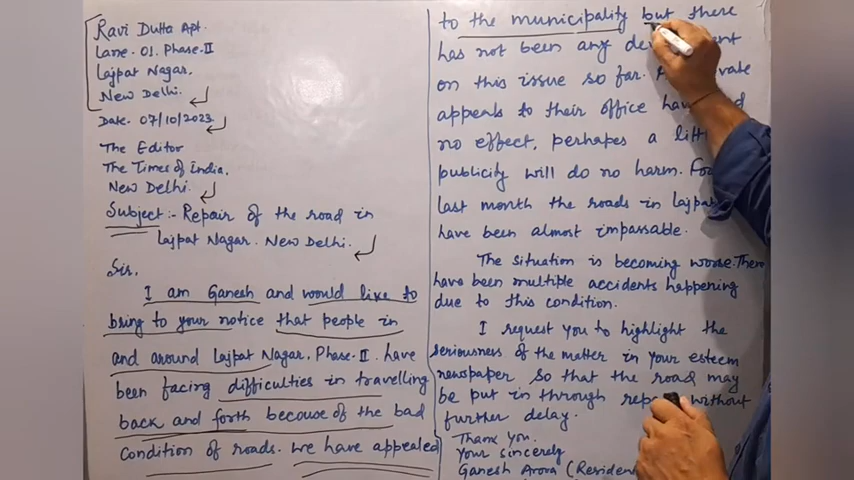 Ravi Dutta Apt.
Lane. 01. Phase-II
Lajpat Nagar.
New Delhi.
Date. 07/10/2023
The Editor
The Times of India.
New Delhi.
Subject:- Repair of the road in
Lajpat Nagar. New Delhi.
Sir.
I am Ganesh and would like to
bring to your notice that people in
and around Lajpat Nagar. Phase-II. have
been facing difficulties in travelling
back and forth because of the bad
condition of roads. We have appealed
to the municipality but there
has not been any
on this issue so far.
appeals to their office
no effect, perhaps a
publicity will do no harm.
last month the roads in
have been almost impassable.
The situation is becoming worse. There
have been multiple accidents happening
due to this condition.
I request you to highlight the
seriousness of the matter in your esteem
newspaper so that the road may
be put in through without
further delay.
Thank you.
Your sincerely
Ganesh Arora